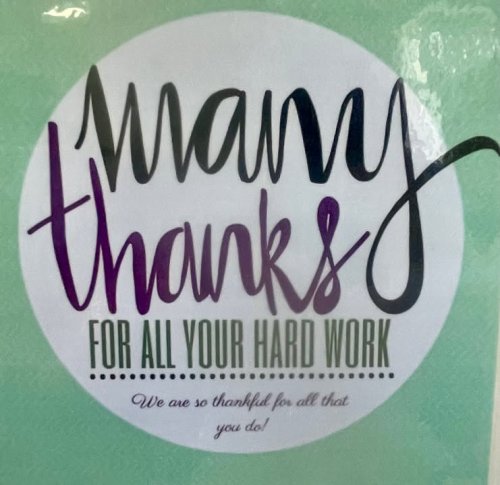 many
thanks
FOR ALL YOUR HARD WORK
We are so thankful for all that
you do!